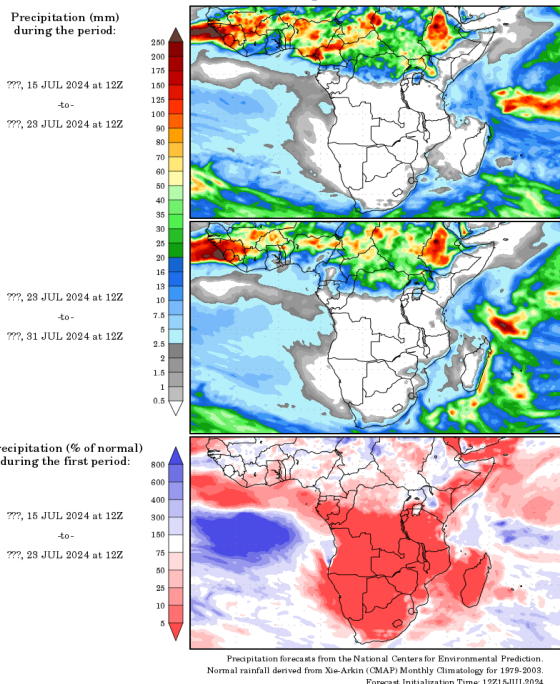 Precipitation (mm)
during the period:
250
200
175
150
125
100
90
80
70
60
50
40
35
30
25
20
16
13
10
7.5
5
2.5
2
1.5
1
0.5
???, 15 JUL 2024 at 12Z
-to-
???, 23 JUL 2024 at 12Z
???, 23 JUL 2024 at 12Z
-to-
???, 31 JUL 2024 at 12Z
recipitation (% of normal)
during the first period:
800
600
400
300
150
75
50
25
10
5
???, 15 JUL 2024 at 12Z
-to-
???, 23 JUL 2024 at 12Z
Precipitation forecasts from the National Centers for Environmental Prediction.
Normal rainfall derived from Xie-Arkin (CMAP) Monthly Climatology for 1979-2003.
Forecast Initialization Time: 12Z15JUL2024